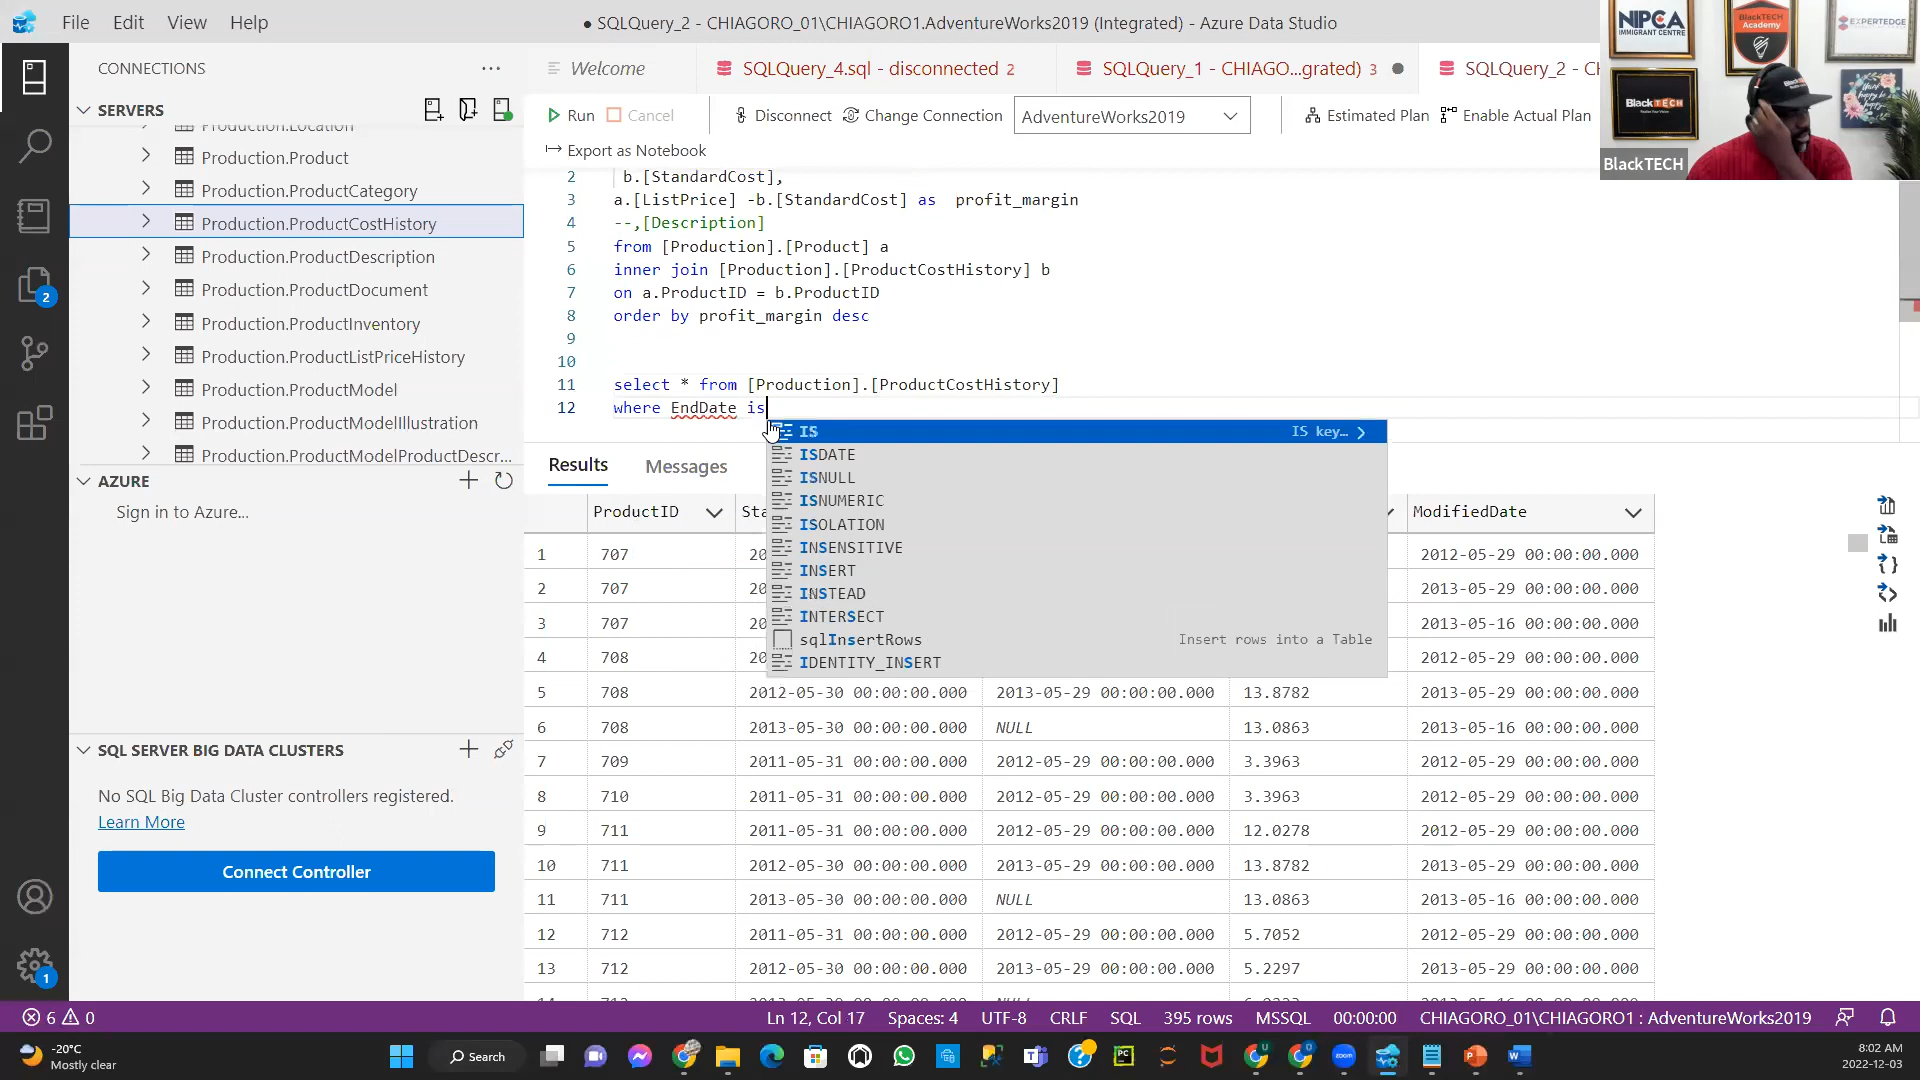 File Edit View Help
● SQLQuery_2 - CHIAGORO_01\CHIAGORO1.AdventureWorks2019 (Integrated) - Azure Data Studio
NIPCA
IMMIGRANT CENTRE
BlackTECH
Academy
EXPERTEDGE
BlackTECH
BlackTECH
CONNECTIONS
SERVERS
Production.Location
Production.Product
Production.ProductCategory
Production.ProductCostHistory
Production.ProductDescription
Production.ProductDocument
Production.ProductInventory
Production.ProductListPriceHistory
Production.ProductModel
Production.ProductModelIllustration
Production.ProductModelProductDescr...
AZURE
Sign in to Azure...
SQL SERVER BIG DATA CLUSTERS
No SQL Big Data Cluster controllers registered.
Learn More
Connect Controller
2
1
Welcome
SQLQuery_4.sql - disconnected 2
SQLQuery_1 - CHIAGO...grated) 3
SQLQuery_2 - CH
Run Cancel Disconnect Change Connection AdventureWorks2019 Estimated Plan Enable Actual Plan
Export as Notebook
2 b.[StandardCost],
3 a.[ListPrice] -b.[StandardCost] as profit_margin
4 --,[Description]
5 from [Production].[Product] a
6 inner join [Production].[ProductCostHistory] b
7 on a.ProductID = b.ProductID
8 order by profit_margin desc
9
10
11 select * from [Production].[ProductCostHistory]
12 where EndDate is
IS IS key...
ISDATE
ISNULL
ISNUMERIC
ISOLATION
INSENSITIVE
INSERT
INSTEAD
INTERSECT
sqlInsertRows Insert rows into a Table
IDENTITY_INSERT
Results Messages
ProductID Sta ModifiedDate
1 707 20 2012-05-29 00:00:00.000
2 707 20 2013-05-29 00:00:00.000
3 707 20 2013-05-16 00:00:00.000
4 708 20 2012-05-29 00:00:00.000
5 708 2012-05-30 00:00:00.000 2013-05-29 00:00:00.000 13.8782 2013-05-29 00:00:00.000
6 708 2013-05-30 00:00:00.000 NULL 13.0863 2013-05-16 00:00:00.000
7 709 2011-05-31 00:00:00.000 2012-05-29 00:00:00.000 3.3963 2012-05-29 00:00:00.000
8 710 2011-05-31 00:00:00.000 2012-05-29 00:00:00.000 3.3963 2012-05-29 00:00:00.000
9 711 2011-05-31 00:00:00.000 2012-05-29 00:00:00.000 12.0278 2012-05-29 00:00:00.000
10 711 2012-05-30 00:00:00.000 2013-05-29 00:00:00.000 13.8782 2013-05-29 00:00:00.000
11 711 2013-05-30 00:00:00.000 NULL 13.0863 2013-05-16 00:00:00.000
12 712 2011-05-31 00:00:00.000 2012-05-29 00:00:00.000 5.7052 2012-05-29 00:00:00.000
13 712 2012-05-30 00:00:00.000 2013-05-29 00:00:00.000 5.2297 2013-05-29 00:00:00.000
6 0 Ln 12, Col 17 Spaces: 4 UTF-8 CRLF SQL 395 rows MSSQL 00:00:00 CHIAGORO_01\CHIAGORO1 : AdventureWorks2019
-20°C
Mostly clear
Search
8:02 AM
2022-12-03